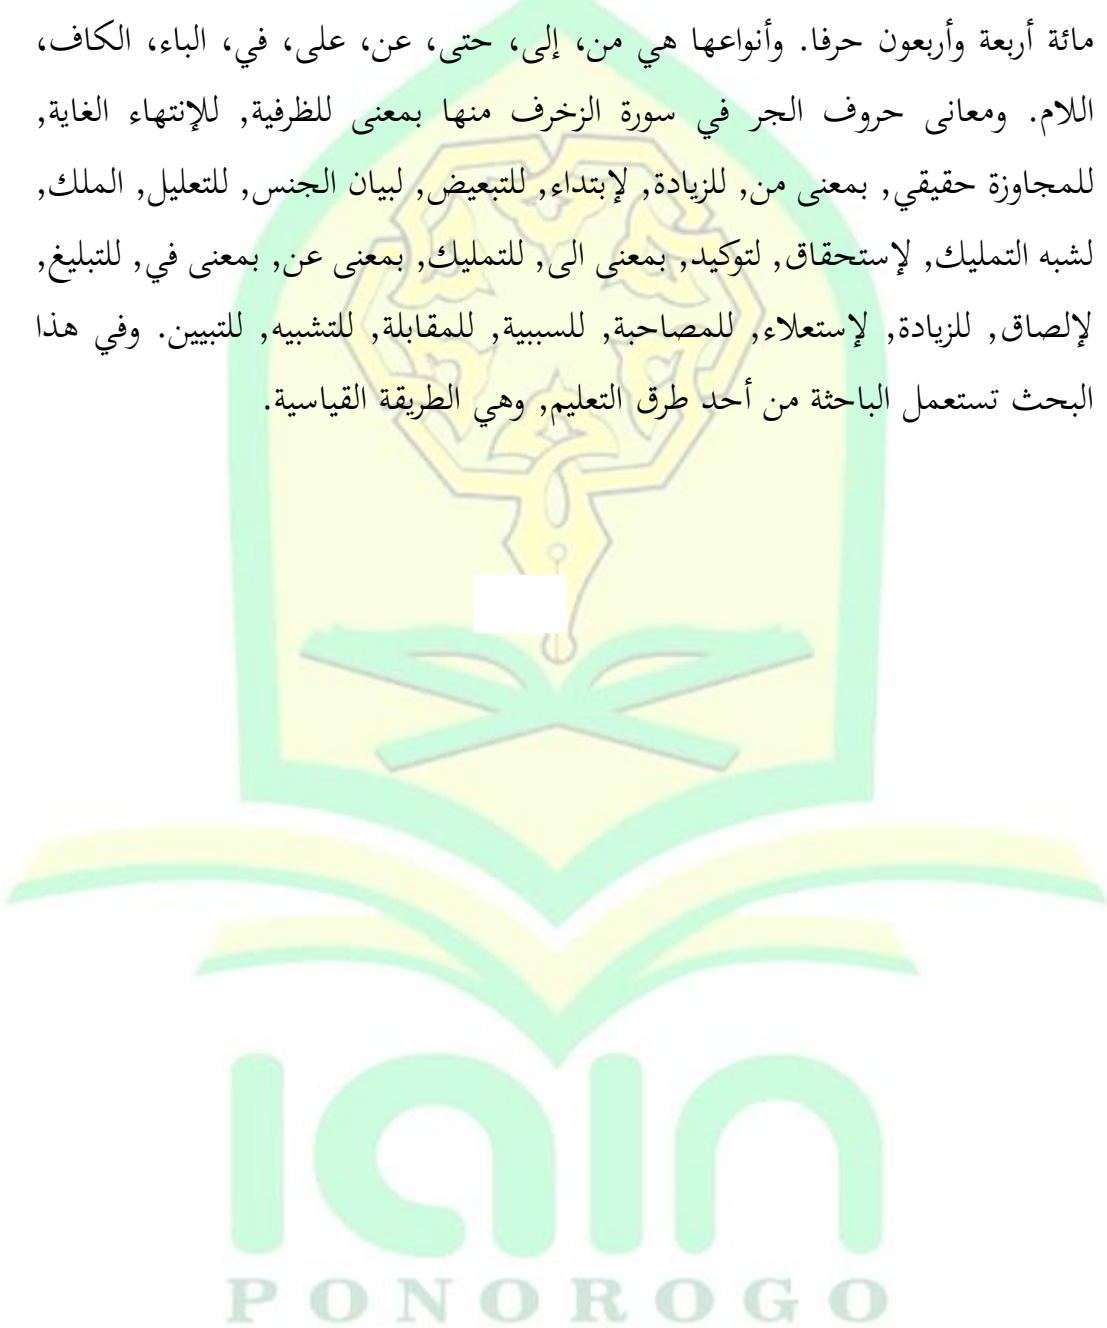 مائة أربعة وأربعون حرفا. وأنواعها هي من، إلى، حتى، عن، على، في، الباء، الكاف،
اللام. ومعانى حروف الجر في سورة الزخرف منها بمعنى للظرفية, للإنتهاء الغاية,
للمجاوزة حقيقي, بمعنى من, للزيادة, لإبتداء, للتبعيض, لبيان الجنس, للتعليل, الملك,
لشبه التمليك, لإستحقاق, لتوكيد, بمعنى الى, للتمليك, بمعنى عن, بمعنى في, للتبليغ,
لإلصاق, للزيادة, لإستعلاء, للمصاحبة, للسببية, للمقابلة, للتشبيه, للتبيين. وفي هذا
البحث تستعمل الباحثة من أحد طرق التعليم, وهي الطريقة القياسية.
iain
PONOROGO